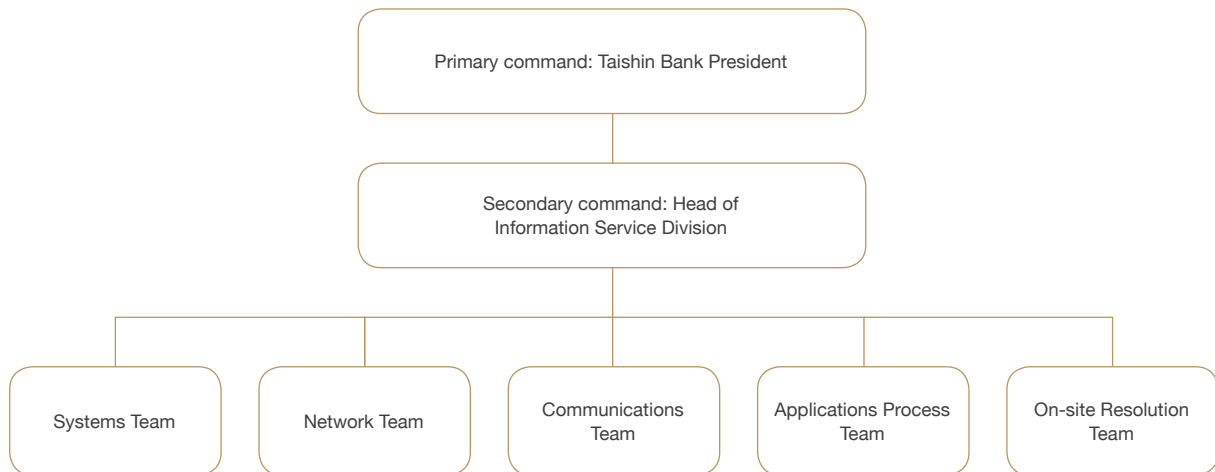 Primary command: Taishin Bank President
Secondary command: Head of
Information Service Division
Systems Team
Network Team
Communications
Team
Applications Process
Team
On-site Resolution
Team